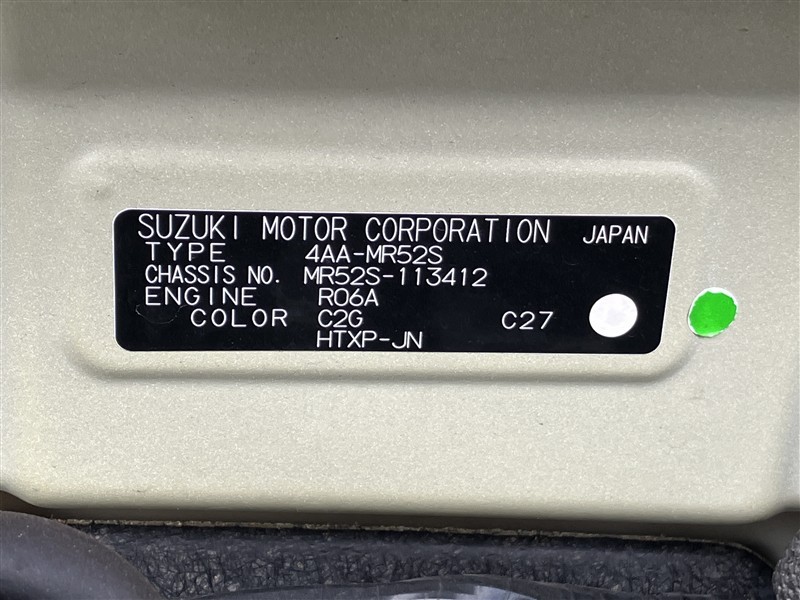 SUZUKI MOTOR CORPORATION JAPAN
TYPE 4AA-MR52S
CHASSIS NO. MR52S-113412
ENGINE R06A
COLOR C2G C27
HTXP-JN